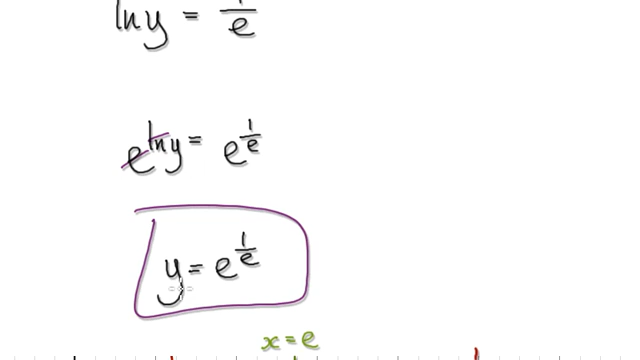 ln y = 1/e
e^{ln y} = e^{1/e}
y = e^{1/e}
x = e